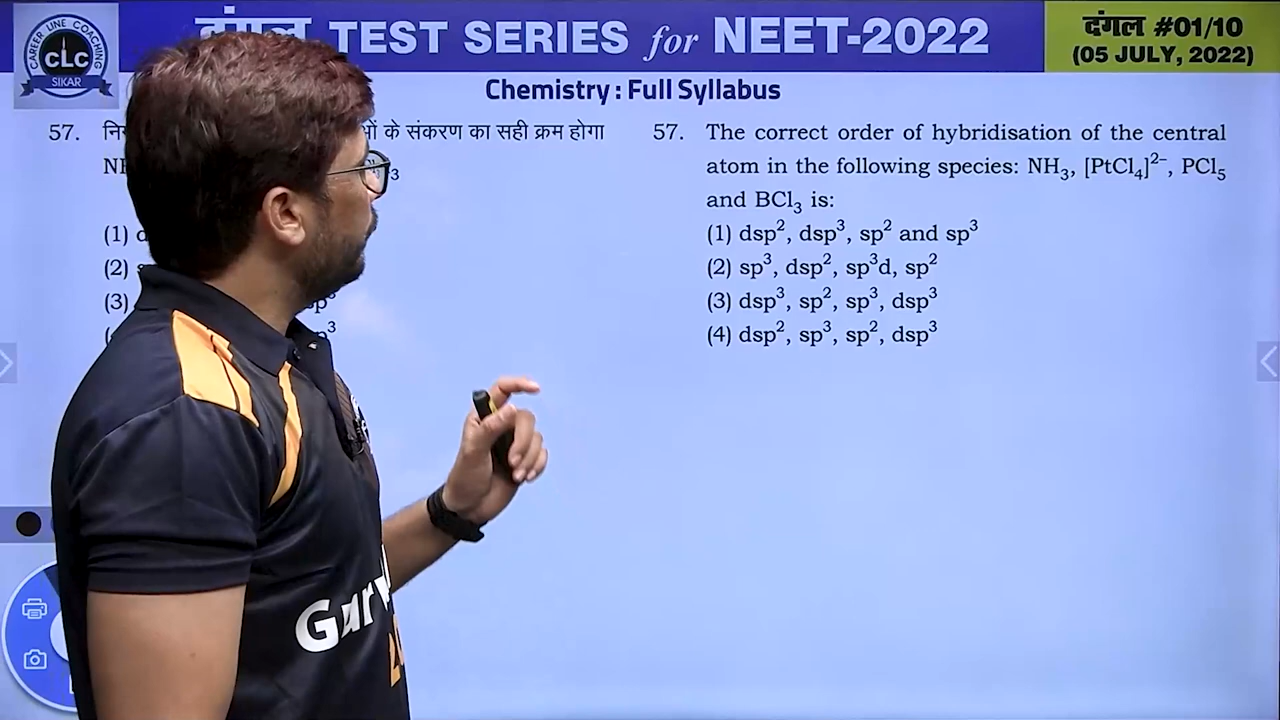 CAREER LINE COACHING
CLC
SIKAR
दंगल TEST SERIES for NEET-2022
दंगल #01/10
(05 JULY, 2022)
Chemistry : Full Syllabus
57. के संकरण का सही क्रम होगा
(1)
(2)
(3)
57. The correct order of hybridisation of the central
atom in the following species: NH₃, [PtCl₄]²⁻, PCl₅
and BCl₃ is:
(1) dsp², dsp³, sp² and sp³
(2) sp³, dsp², sp³d, sp²
(3) dsp³, sp², sp³, dsp³
(4) dsp², sp³, sp², dsp³